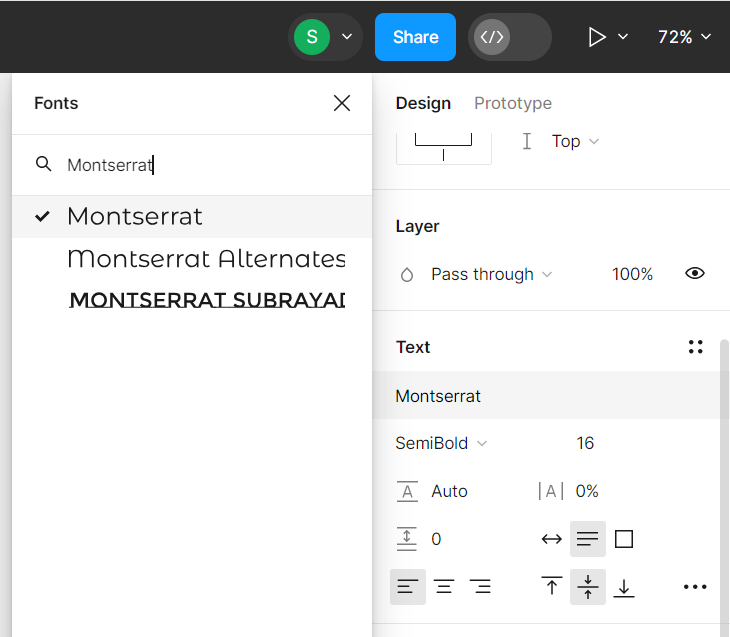 S
Share
</>
72%
Fonts
Montserrat
Montserrat
Montserrat Alternates
MONTSERRAT SUBRAYAD
Design
Prototype
Top
Layer
Pass through
100%
Text
Montserrat
SemiBold
16
A
Auto
|A|
0%
0